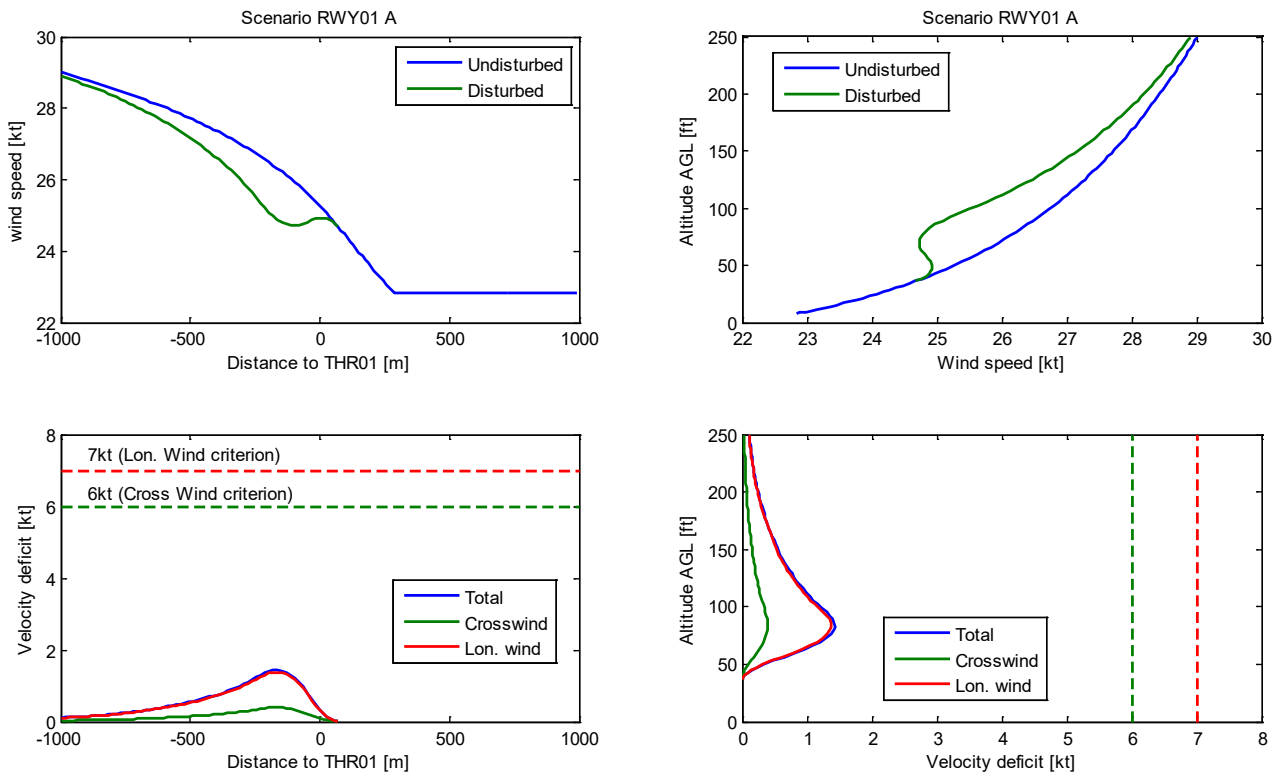 Scenario RWY01 A
30
28
26
24
22
wind speed [kt]
Undisturbed
Disturbed
-1000
-500
0
500
1000
Distance to THR01 [m]
Scenario RWY01 A
250
200
150
100
50
0
Altitude AGL [ft]
Undisturbed
Disturbed
22
23
24
25
26
27
28
29
30
Wind speed [kt]
8
6
4
2
0
Velocity deficit [kt]
7kt (Lon. Wind criterion)
6kt (Cross Wind criterion)
Total
Crosswind
Lon. wind
-1000
-500
0
500
1000
Distance to THR01 [m]
250
200
150
100
50
0
Altitude AGL [ft]
Total
Crosswind
Lon. wind
0
1
2
3
4
5
6
7
8
Velocity deficit [kt]